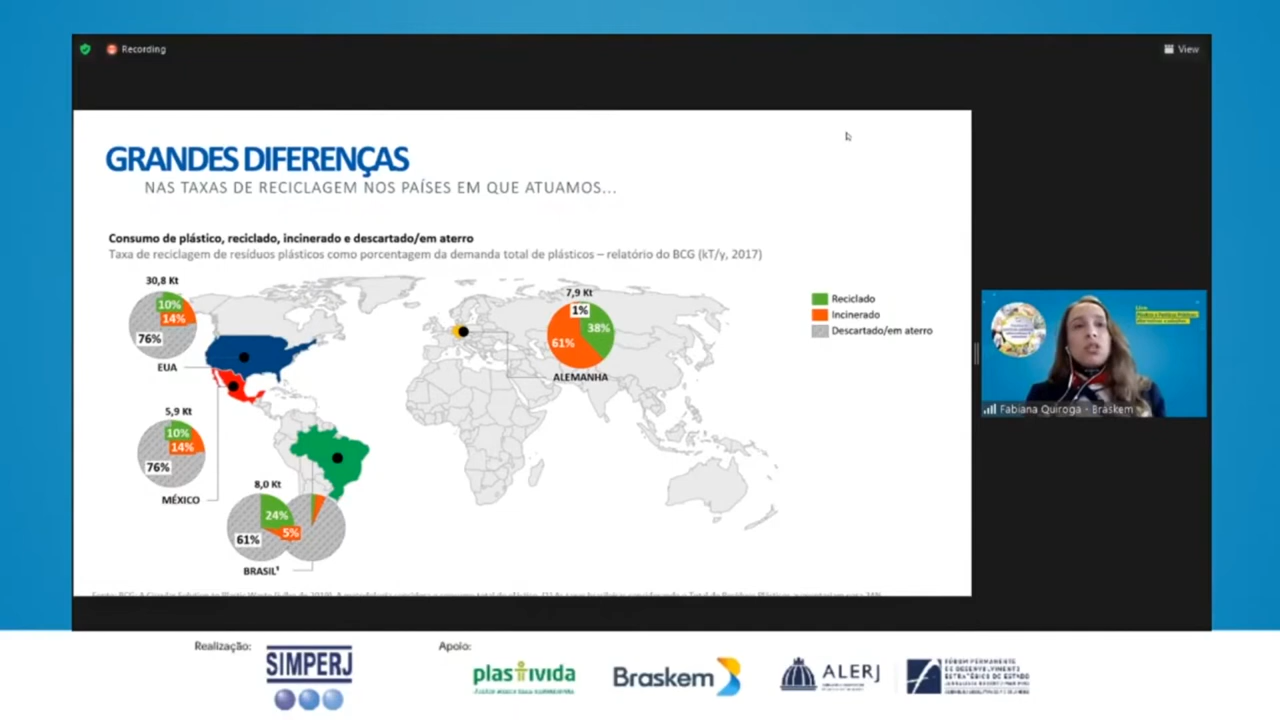 Recording
View
GRANDES DIFERENÇAS
NAS TAXAS DE RECICLAGEM NOS PAÍSES EM QUE ATUAMOS...
Consumo de plástico, reciclado, incinerado e descartado/em aterro
Taxa de reciclagem de resíduos plásticos como porcentagem da demanda total de plásticos – relatório do BCG (kT/y, 2017)
30,8 Kt
10%
14%
76%
EUA
7,9 Kt
1%
38%
61%
ALEMANHA
Reciclado
Incinerado
Descartado/em aterro
5,9 Kt
10%
14%
76%
MÉXICO
8,0 Kt
24%
5%
61%
BRASIL¹
Fabiana Quiroga - Braskem
Realização:
SIMPERJ
Apoio:
plastivida
Braskem
ALERJ
FÓRUM PERMANENTE
DE DESENVOLVIMENTO
ESTRATÉGICO DO ESTADO